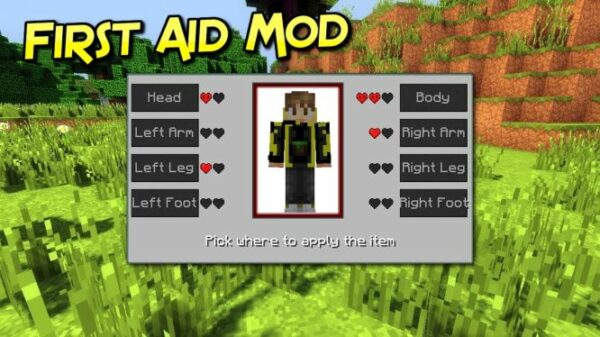 First Aid Mod
Head
Body
Left Arm
Right Arm
Left Leg
Right Leg
Left Foot
Right Foot
Pick where to apply the item